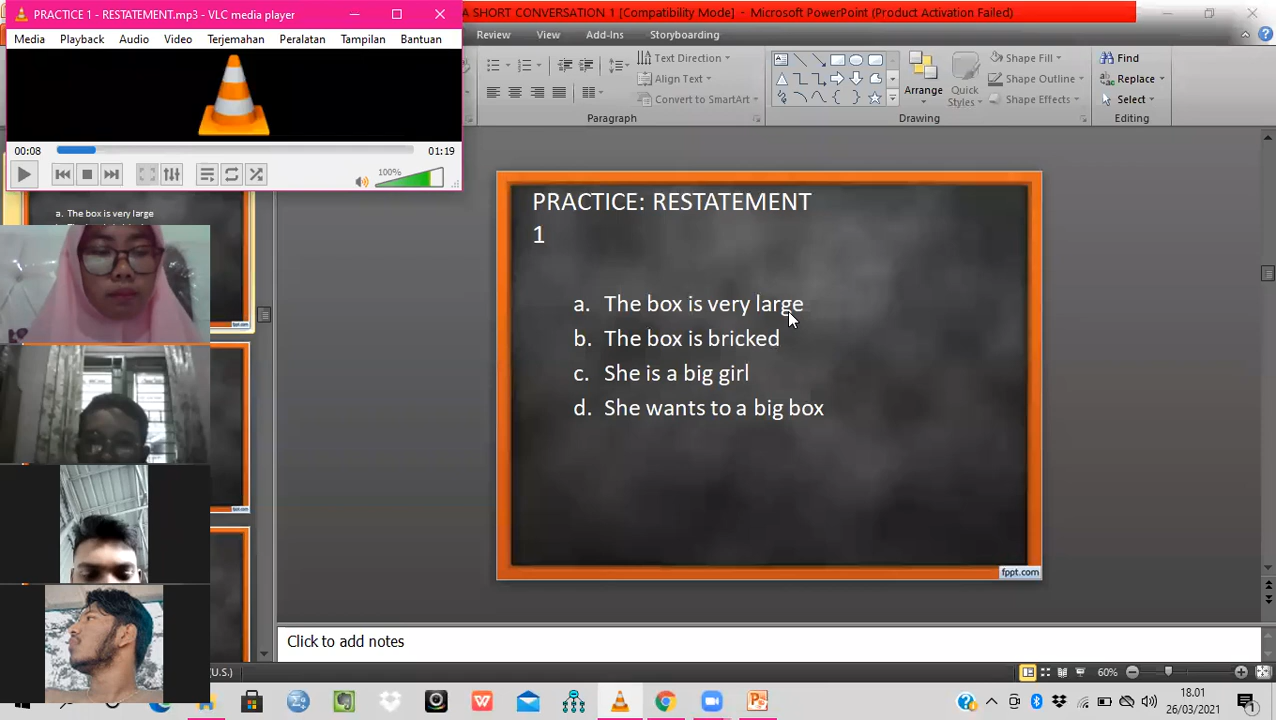 PRACTICE 1 - RESTATEMENT.mp3 - VLC media player
A SHORT CONVERSATION 1 [Compatibility Mode] - Microsoft PowerPoint (Product Activation Failed)
Media Playback Audio Video Terjemahan Peralatan Tampilan Bantuan
Review View Add-Ins Storyboarding
Text Direction
Align Text
Convert to SmartArt
Paragraph
Arrange
Quick Styles
Shape Fill
Shape Outline
Shape Effects
Drawing
Find
Replace
Select
Editing
00:08 01:19
100%
a. The box is very large
fppt.com
fppt.com
PRACTICE: RESTATEMENT
1
a. The box is very large
b. The box is bricked
c. She is a big girl
d. She wants to a big box
fppt.com
Click to add notes
(U.S.)
60%
18.01
26/03/2021